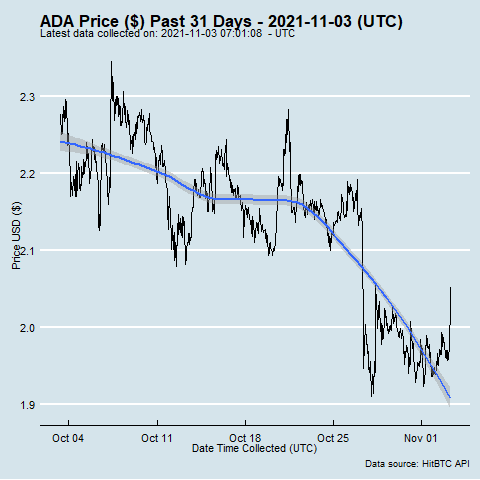 ADA Price ($) Past 31 Days - 2021-11-03 (UTC)
Latest data collected on: 2021-11-03 07:01:08  - UTC
2.3
2.2
2.1
2.0
1.9
Price USD ($)
Oct 04
Oct 11
Oct 18
Oct 25
Nov 01
Date Time Collected (UTC)
Data source: HitBTC API